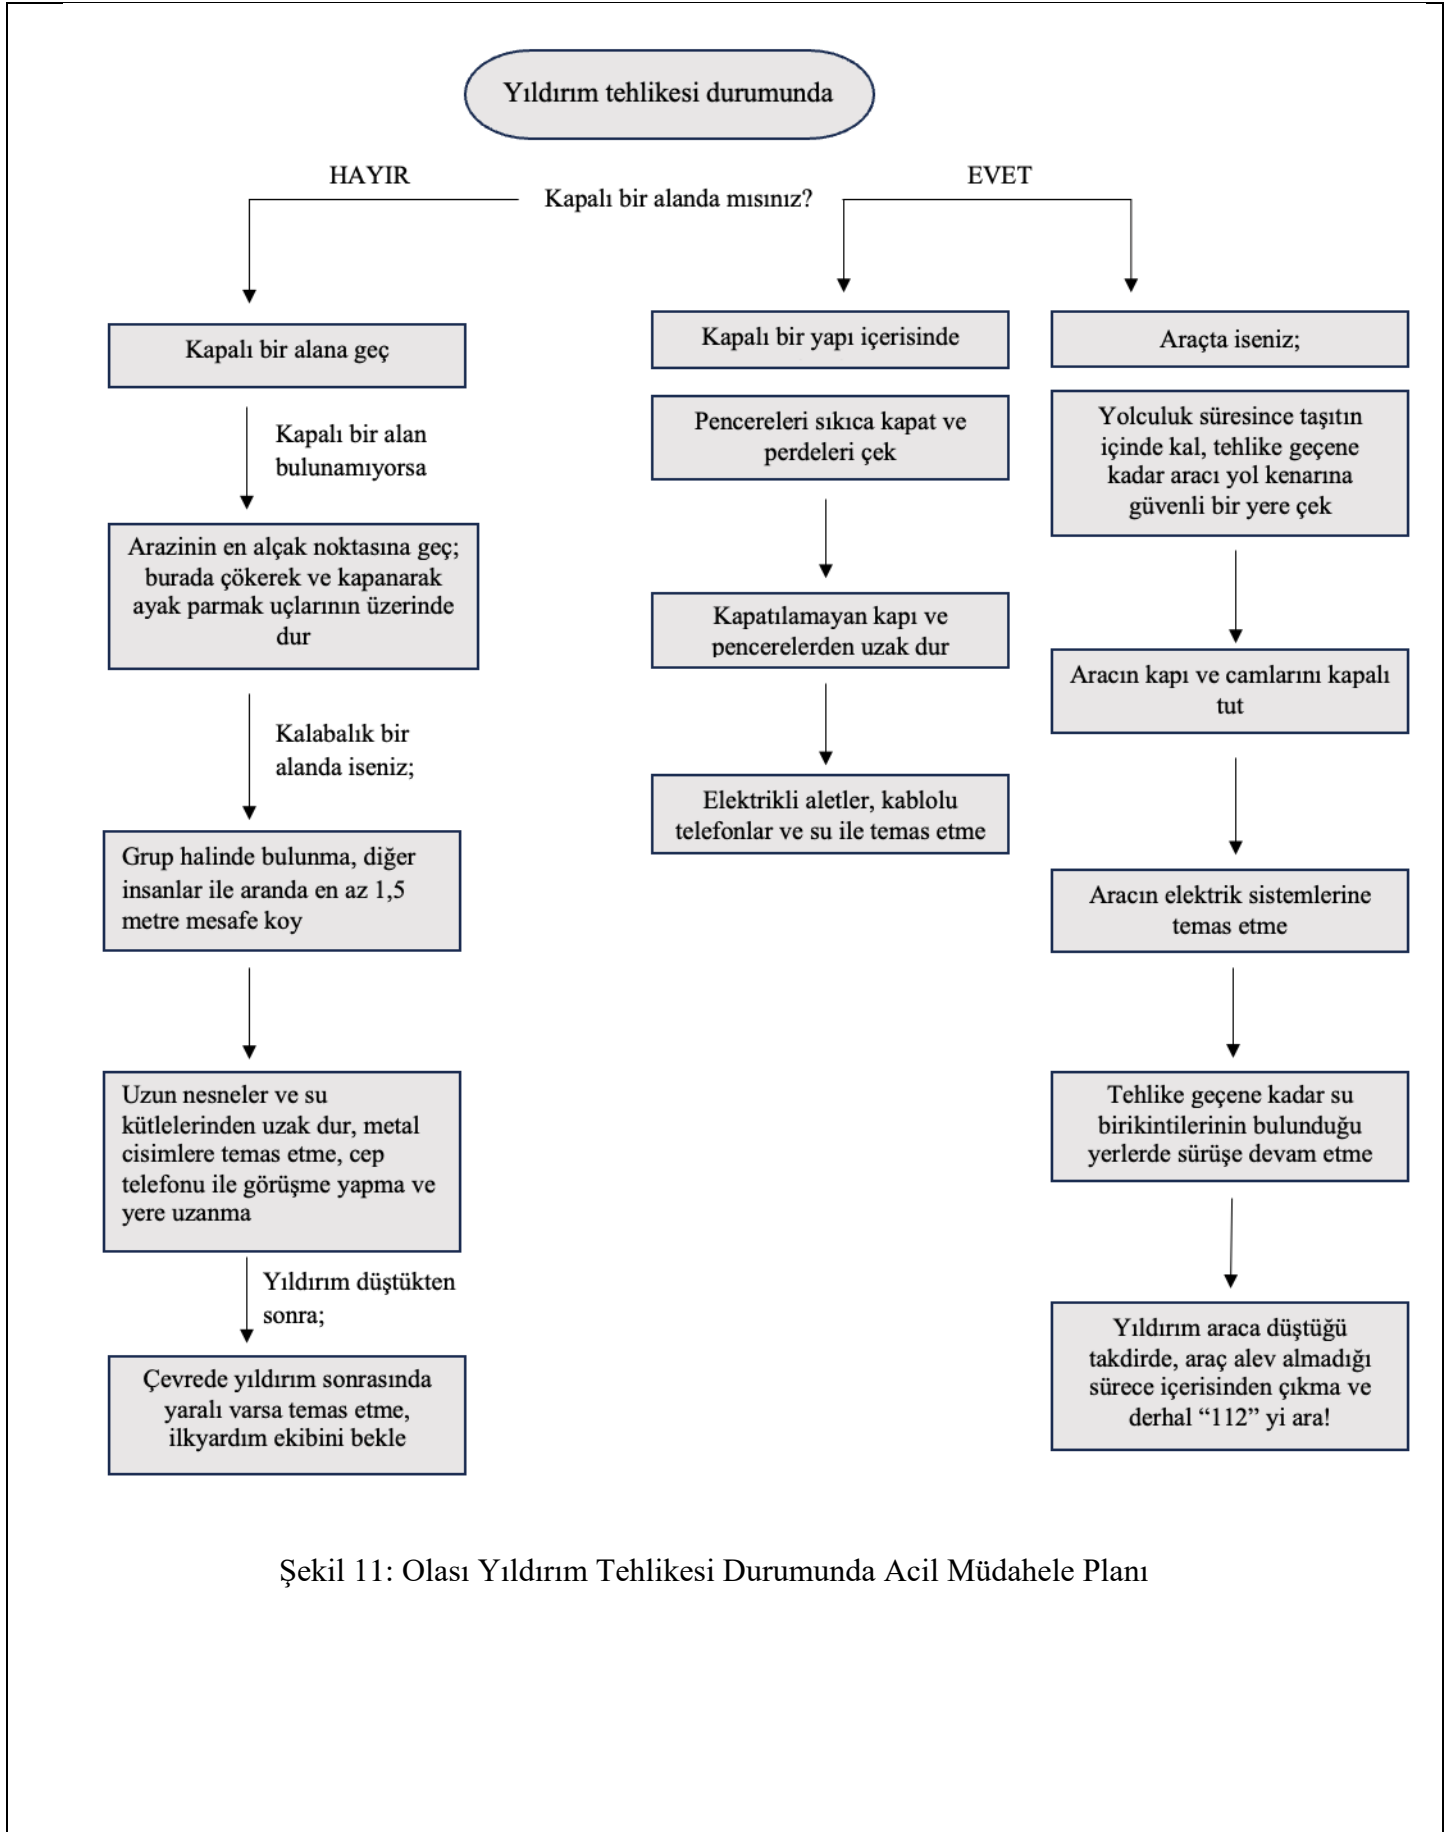 Yıldırım tehlikesi durumunda
HAYIR
Kapalı bir alanda mısınız?
EVET
Kapalı bir alana geç
Kapalı bir alan
bulunamıyorsa
Arazinin en alçak noktasına geç;
burada çökerek ve kapanarak
ayak parmak uçlarının üzerinde
dur
Kalabalık bir
alanda iseniz;
Grup halinde bulunma, diğer
insanlar ile aranda en az 1,5
metre mesafe koy
Uzun nesneler ve su
kütlelerinden uzak dur, metal
cisimlere temas etme, cep
telefonu ile görüşme yapma ve
yere uzanma
Yıldırım düştükten
sonra;
Çevrede yıldırım sonrasında
yaralı varsa temas etme,
ilkyardım ekibini bekle
Kapalı bir yapı içerisinde
Pencereleri sıkıca kapat ve
perdeleri çek
Kapatılamayan kapı ve
pencerelerden uzak dur
Elektrikli aletler, kablolu
telefonlar ve su ile temas etme
Araçta iseniz;
Yolculuk süresince taşıtın
içinde kal, tehlike geçene
kadar aracı yol kenarına
güvenli bir yere çek
Aracın kapı ve camlarını kapalı
tut
Aracın elektrik sistemlerine
temas etme
Tehlike geçene kadar su
birikintilerinin bulunduğu
yerlerde sürüşe devam etme
Yıldırım araca düştüğü
takdirde, araç alev almadığı
sürece içerisinden çıkma ve
derhal “112” yi ara!
Şekil 11: Olası Yıldırım Tehlikesi Durumunda Acil Müdahele Planı